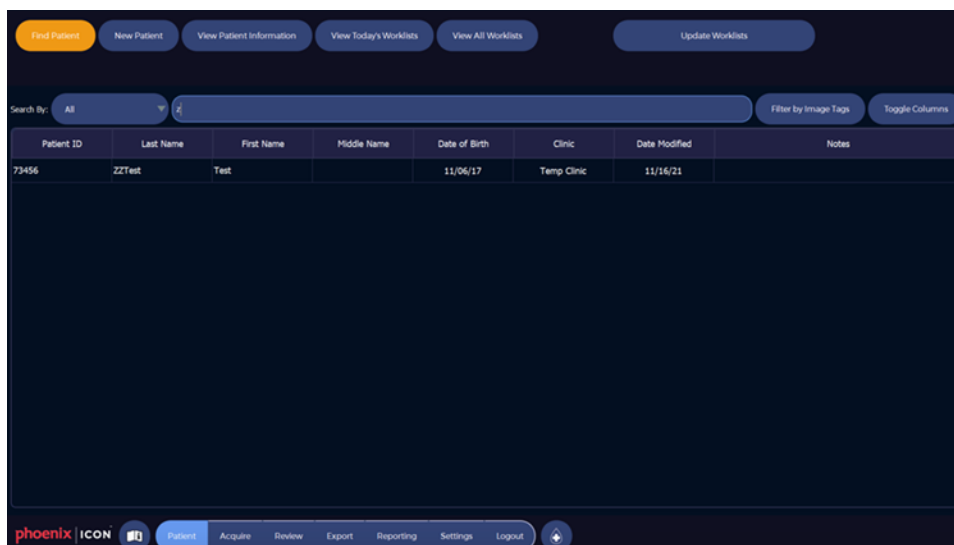 Find Patient New Patient View Patient Information View Today's Worklists View All Worklists Update Worklists
Search By: All z Filter by Image Tags Toggle Columns
Patient ID Last Name First Name Middle Name Date of Birth Clinic Date Modified Notes
73456 ZZTest Test 11/06/17 Temp Clinic 11/16/21
phoenix | ICON Patient Acquire Review Export Reporting Settings Logout